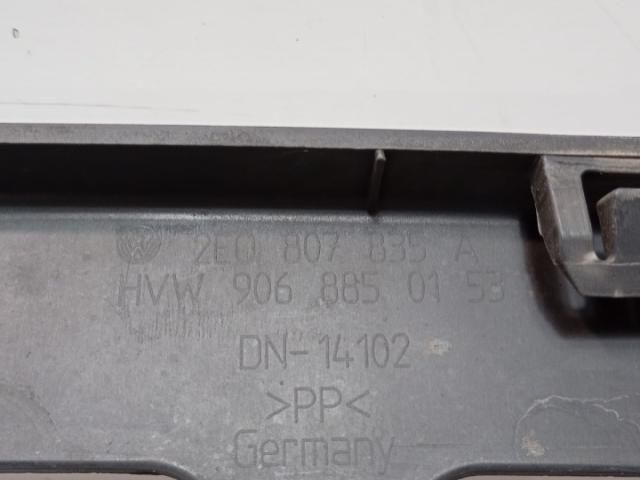 2E0 807 835 A
HVW 906 885 01 53
DN-14102
>PP<
Germany